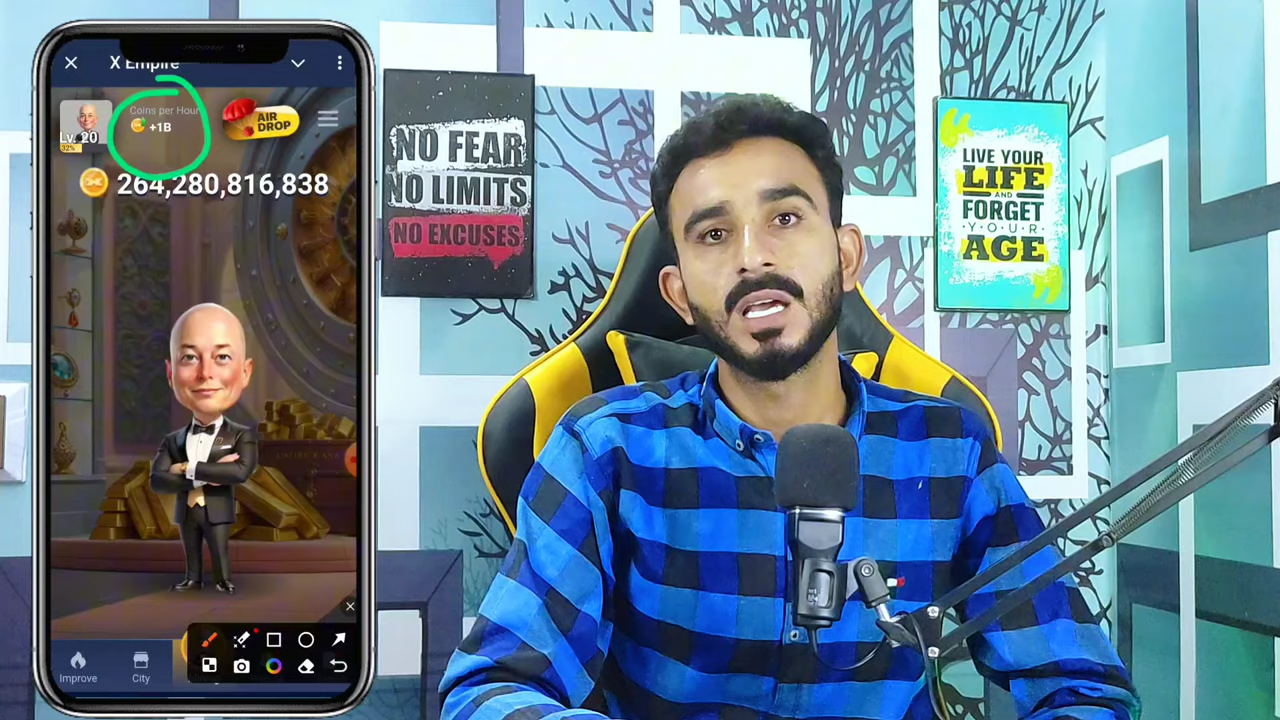 X Empire
Coins per Hour
+1B
AIR
DROP
Lv. 20
32%
264,280,816,838
Improve
City
NO FEAR
NO LIMITS
NO EXCUSES
LIVE YOUR
LIFE
AND
FORGET
YOUR
AGE